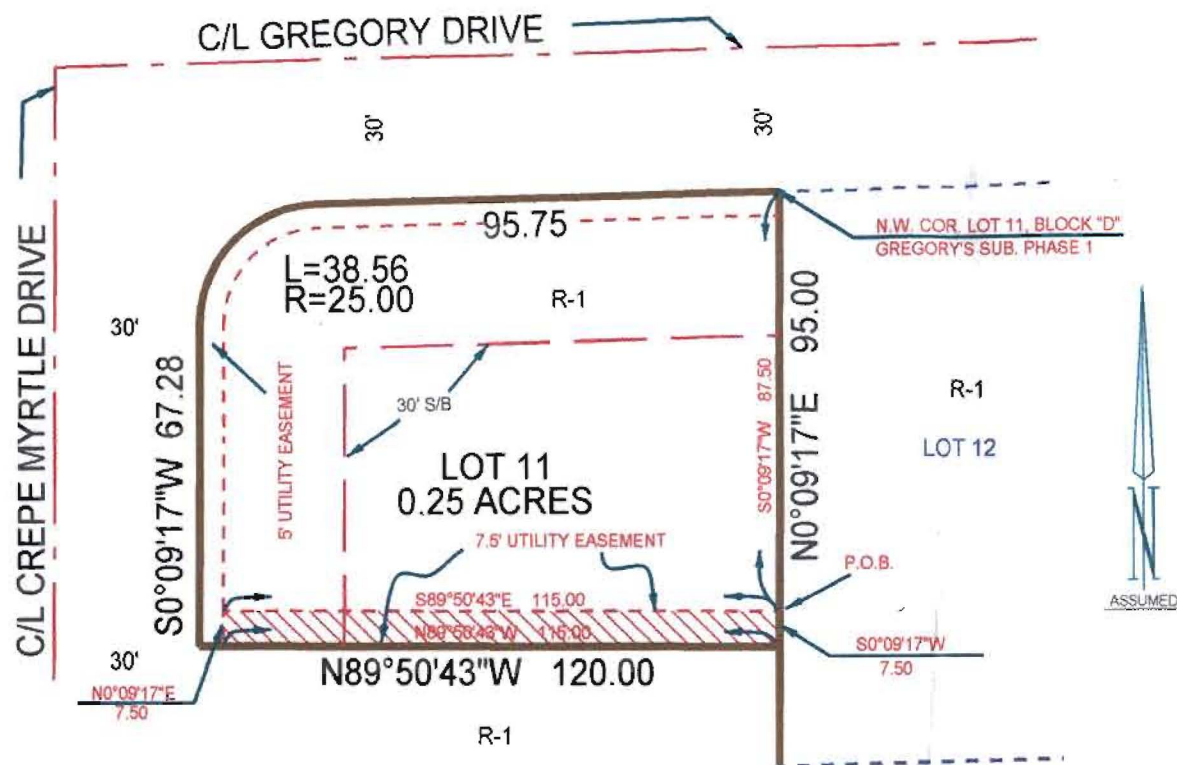 C/L GREGORY DRIVE
C/L CREPE MYRTLE DRIVE
30'
30'
95.75
N.W. COR. LOT 11, BLOCK "D"
GREGORY'S SUB. PHASE 1
L=38.56
R=25.00
R-1
30'
S0°09'17"W 67.28
5' UTILITY EASEMENT
30' S/B
S0°09'17"W 87.50
N0°09'17"E 95.00
R-1
LOT 12
LOT 11
0.25 ACRES
7.5' UTILITY EASEMENT
P.O.B.
N
ASSUMED
S89°50'43"E 115.00
N89°50'43"W 115.00
30'
N89°50'43"W 120.00
S0°09'17"W
7.50
N0°09'17"E
7.50
R-1